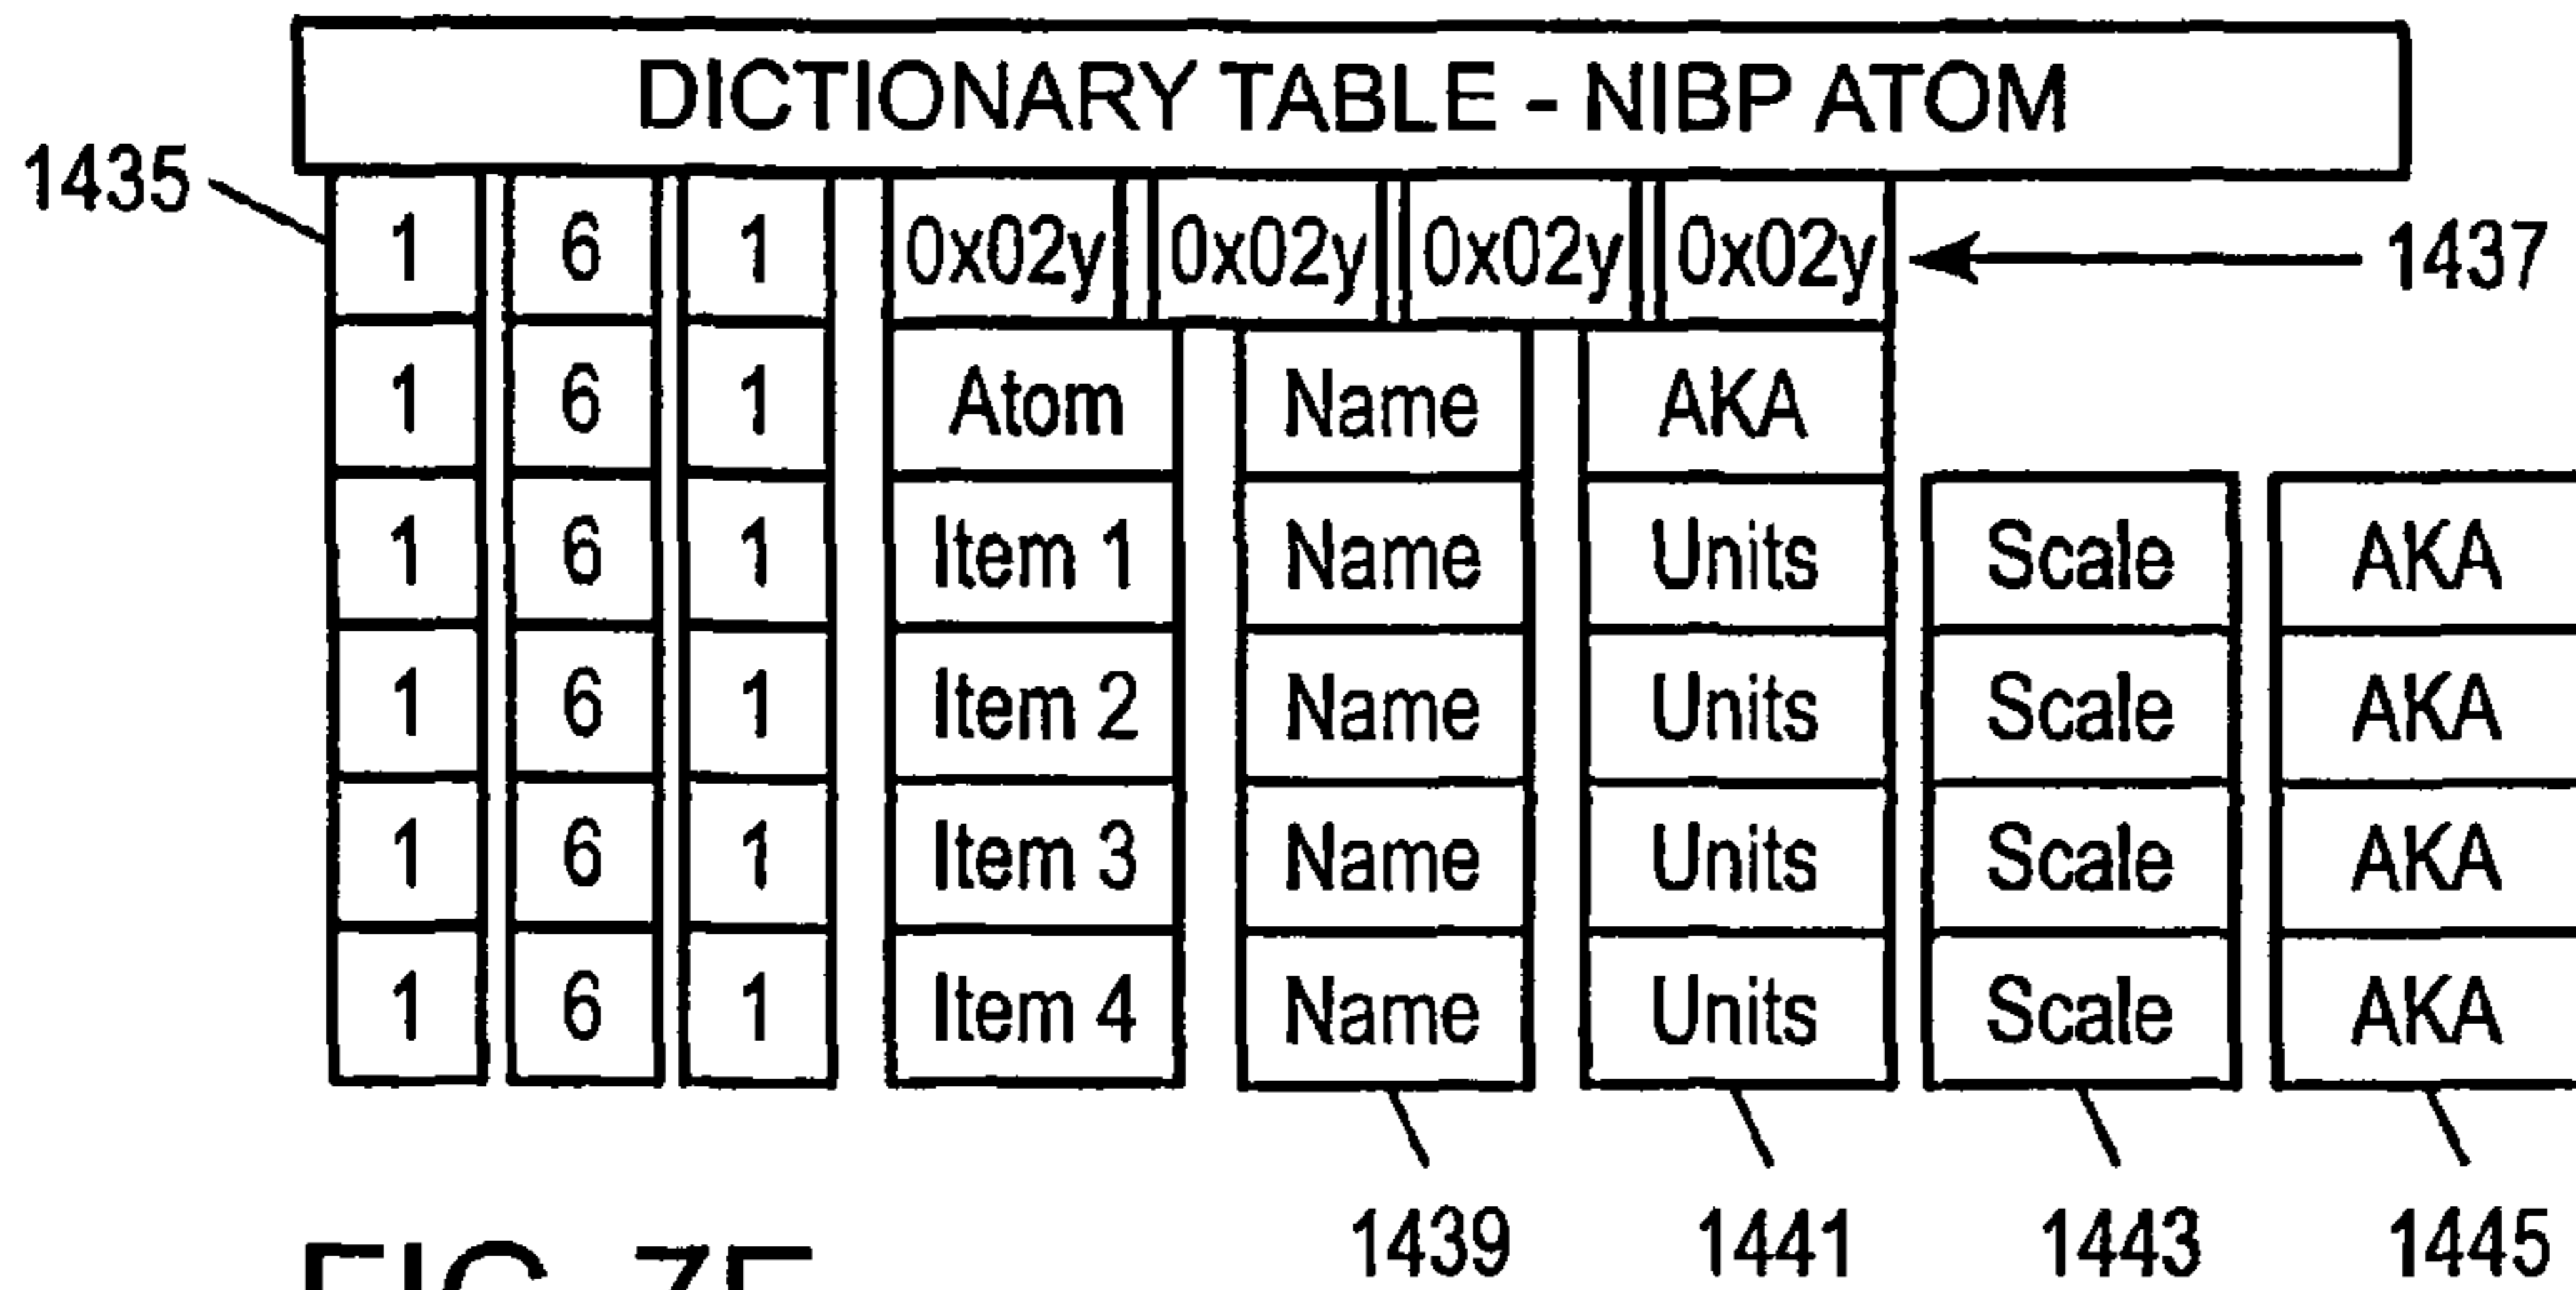 DICTIONARY TABLE - NIBP ATOM
1435
1 6 1 0x02y 0x02y 0x02y 0x02y 1437
1 6 1 Atom Name AKA
1 6 1 Item 1 Name Units Scale AKA
1 6 1 Item 2 Name Units Scale AKA
1 6 1 Item 3 Name Units Scale AKA
1 6 1 Item 4 Name Units Scale AKA
1439 1441 1443 1445